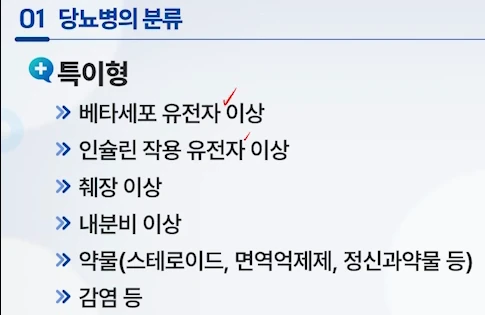 01 당뇨병의 분류
특이형
베타세포 유전자 이상
인슐린 작용 유전자 이상
췌장 이상
내분비 이상
약물(스테로이드, 면역억제제, 정신과약물 등)
감염 등